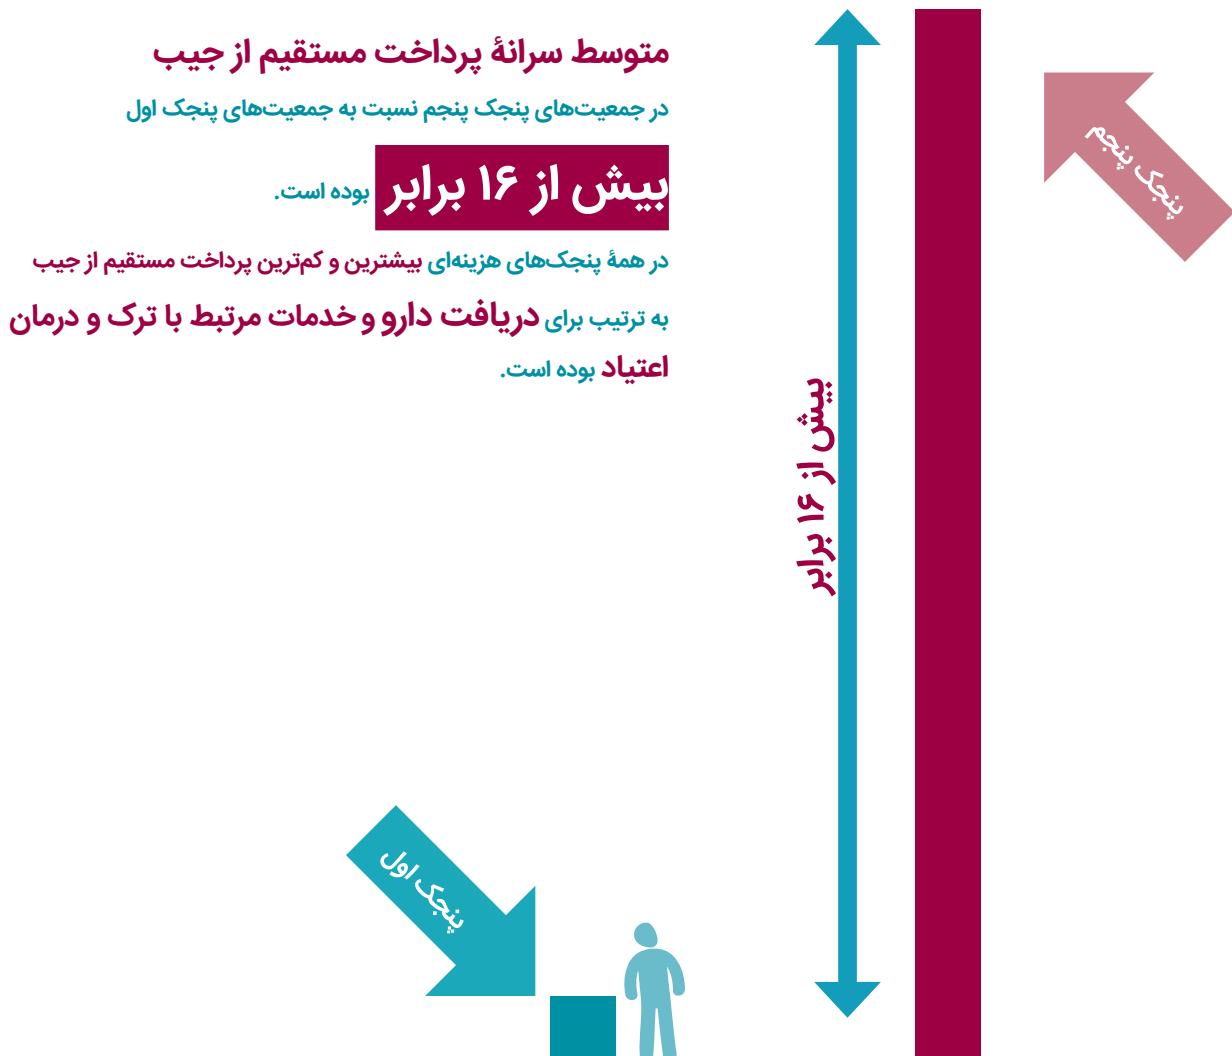 متوسط سرانهٔ پرداخت مستقیم از جیب
در جمعیت‌های پنجک پنجم نسبت به جمعیت‌های پنجک اول
بیش از ۱۶ برابر بوده است.
در همهٔ پنجک‌های هزینه‌ای بیشترین و کم‌ترین پرداخت مستقیم از جیب
به ترتیب برای دریافت دارو و خدمات مرتبط با ترک و درمان
اعتیاد بوده است.
بیش از ۱۶ برابر
پنجک پنجم
پنجک اول